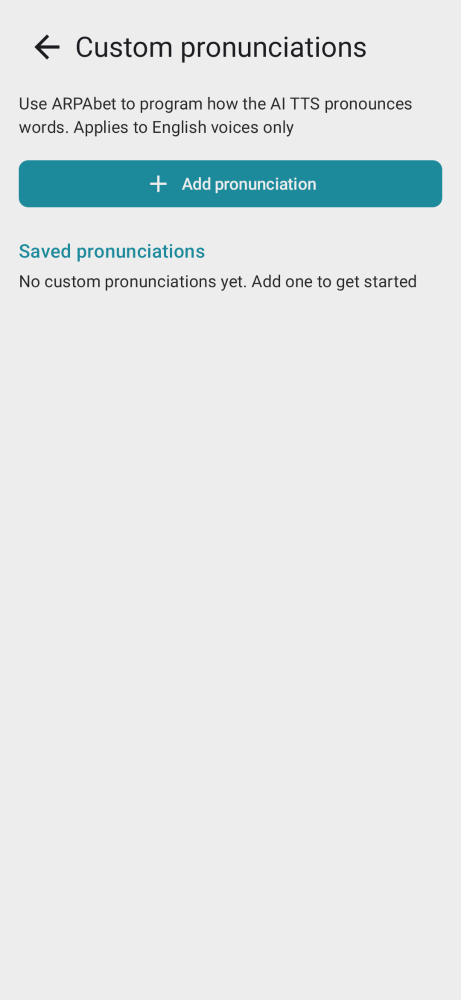 Custom pronunciations
Use ARPAbet to program how the AI TTS pronounces
words. Applies to English voices only
Add pronunciation
Saved pronunciations
No custom pronunciations yet. Add one to get started